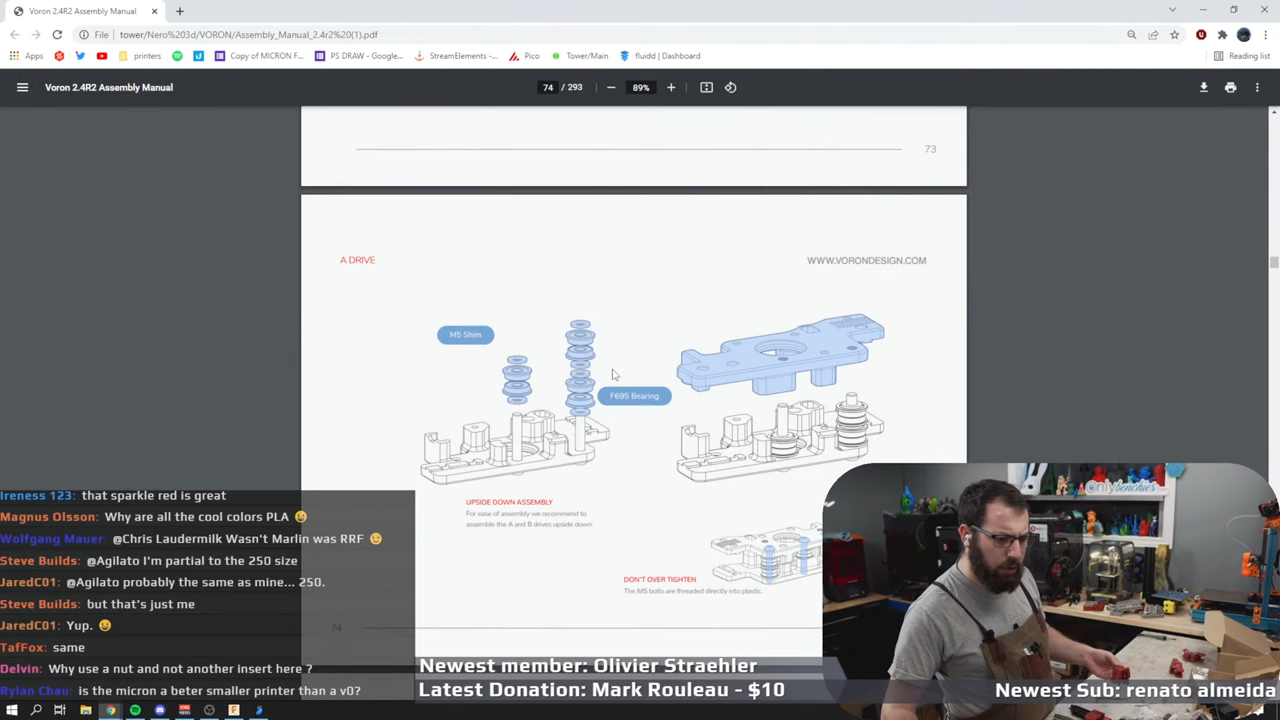 Voron 2.4R2 Assembly Manual
File
tower/Nero%203d/VORON/Assembly_Manual_2.4r2%20(1).pdf
Apps
printers
Copy of MICRON F...
PS DRAW - Google...
StreamElements -...
Pico
Tower/Main
fluidd | Dashboard
Reading list
Voron 2.4R2 Assembly Manual
74 / 293
89%
73
A DRIVE
WWW.VORONDESIGN.COM
M5 Shim
F695 Bearing
UPSIDE DOWN ASSEMBLY
For ease of assembly we recommend to
assemble the A and B drives upside down.
DON'T OVER TIGHTEN
The M5 bolts are threaded directly into plastic.
74
Ireness 123: that sparkle red is great
Magnus Olsson: Why are all the cool colors PLA
Wolfgang Mauer: @Chris Laudermilk Wasn't Marlin was RRF
Steve Builds: @Agilato I'm partial to the 250 size
JaredC01: @Agilato probably the same as mine... 250.
Steve Builds: but that's just me
JaredC01: Yup.
TafFox: same
Delvin: Why use a nut and not another insert here ?
Rylan Chau: is the micron a beter smaller printer than a v0?
Newest member: Olivier Straehler
Latest Donation: Mark Rouleau - $10
Newest Sub: renato almeida
onlybenchies